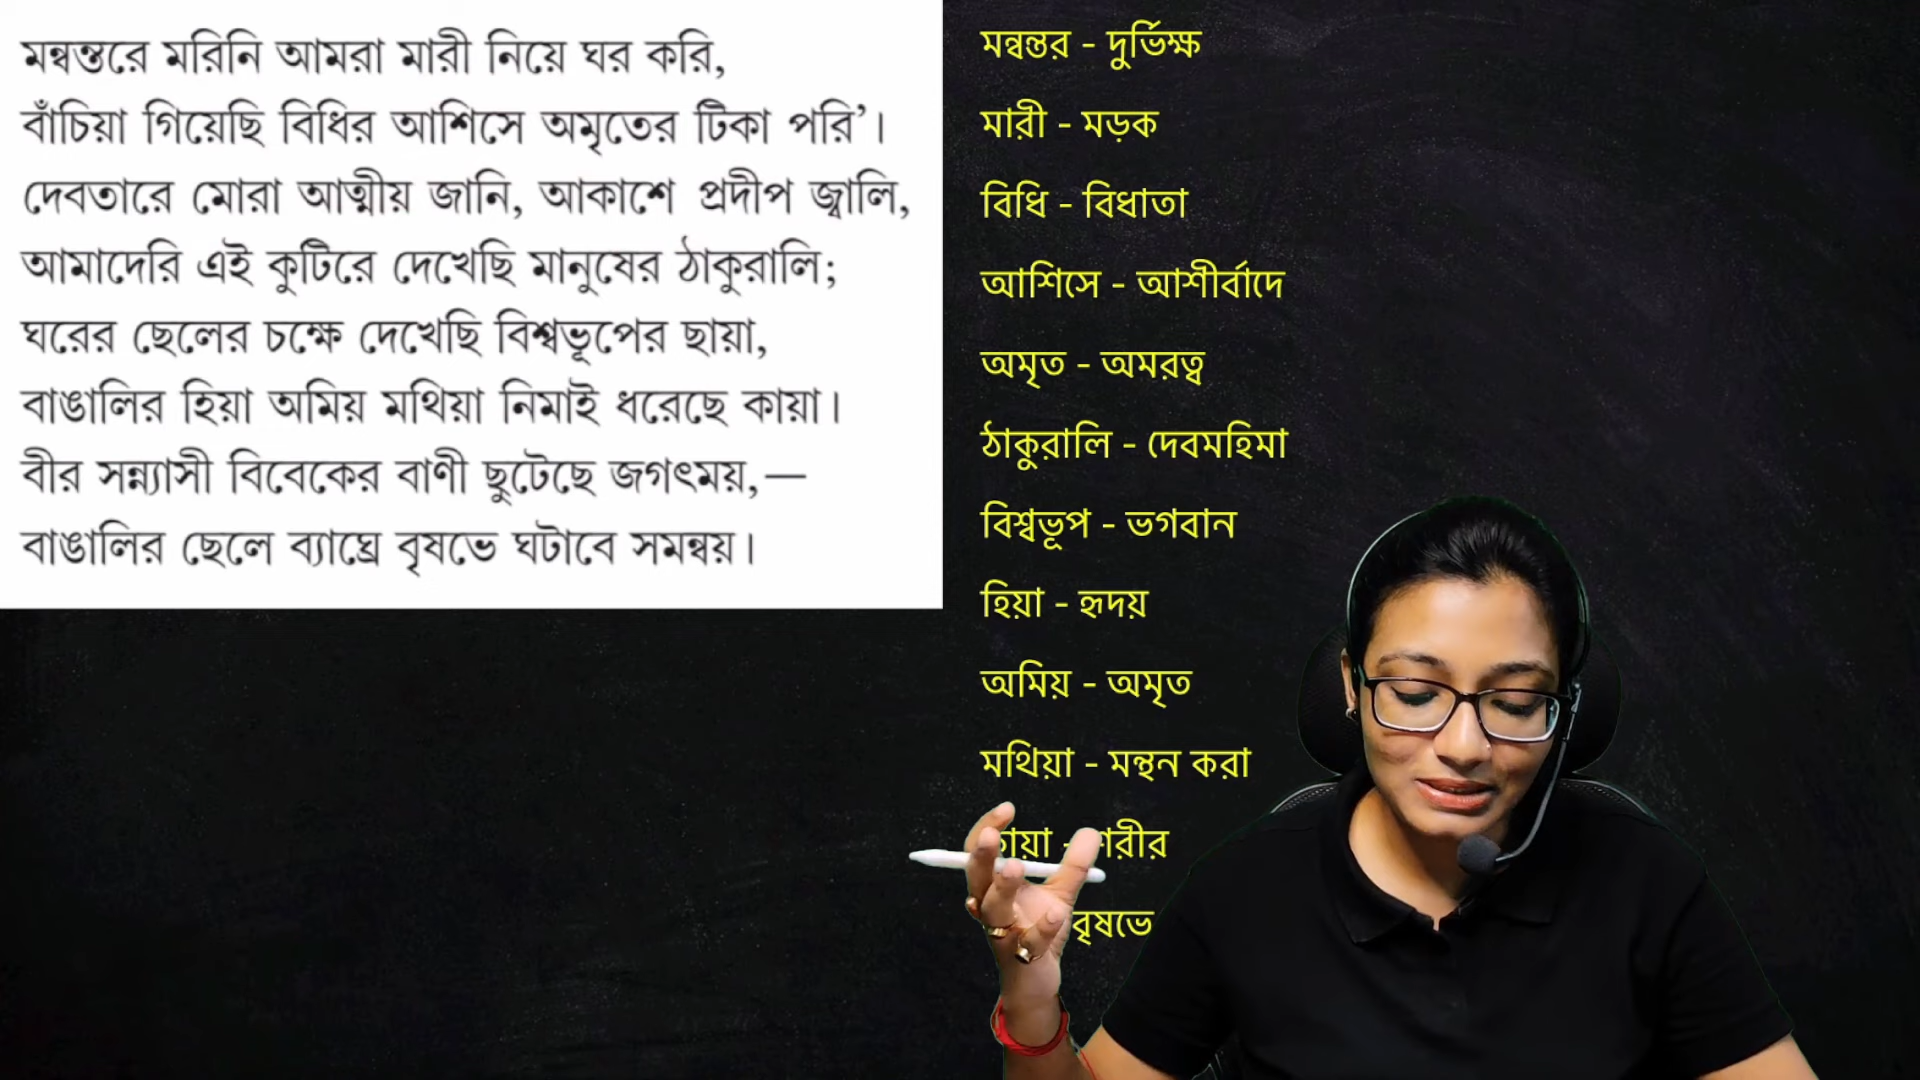 মন্বন্তরে মরিনি আমরা মারী নিয়ে ঘর করি,
বাঁচিয়া গিয়েছি বিধির আশিসে অমৃতের টিকা পরি’।
দেবতারে মোরা আত্মীয় জানি, আকাশে প্রদীপ জ্বালি,
আমাদেরি এই কুটিরে দেখেছি মানুষের ঠাকুরালি;
ঘরের ছেলের চক্ষে দেখেছি বিশ্বভূপের ছায়া,
বাঙালির হিয়া অমিয় মথিয়া নিমাই ধরেছে কায়া।
বীর সন্ন্যাসী বিবেকের বাণী ছুটেছে জগৎময়,—
বাঙালির ছেলে ব্যাঘ্রে বৃষভে ঘটাবে সমন্বয়।
মন্বন্তর - দুর্ভিক্ষ
মারী - মড়ক
বিধি - বিধাতা
আশিসে - আশীর্বাদে
অমৃত - অমরত্ব
ঠাকুরালি - দেবমহিমা
বিশ্বভূপ - ভগবান
হিয়া - হৃদয়
অমিয় - অমৃত
মথিয়া - মন্থন করা
-
বৃষভে